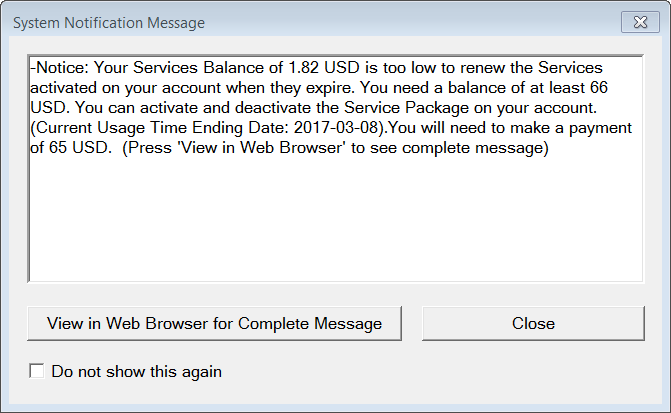 System Notification Message
-Notice: Your Services Balance of 1.82 USD is too low to renew the Services
activated on your account when they expire. You need a balance of at least 66
USD. You can activate and deactivate the Service Package on your account.
(Current Usage Time Ending Date: 2017-03-08).You will need to make a payment
of 65 USD.  (Press 'View in Web Browser' to see complete message)
View in Web Browser for Complete Message
Close
Do not show this again